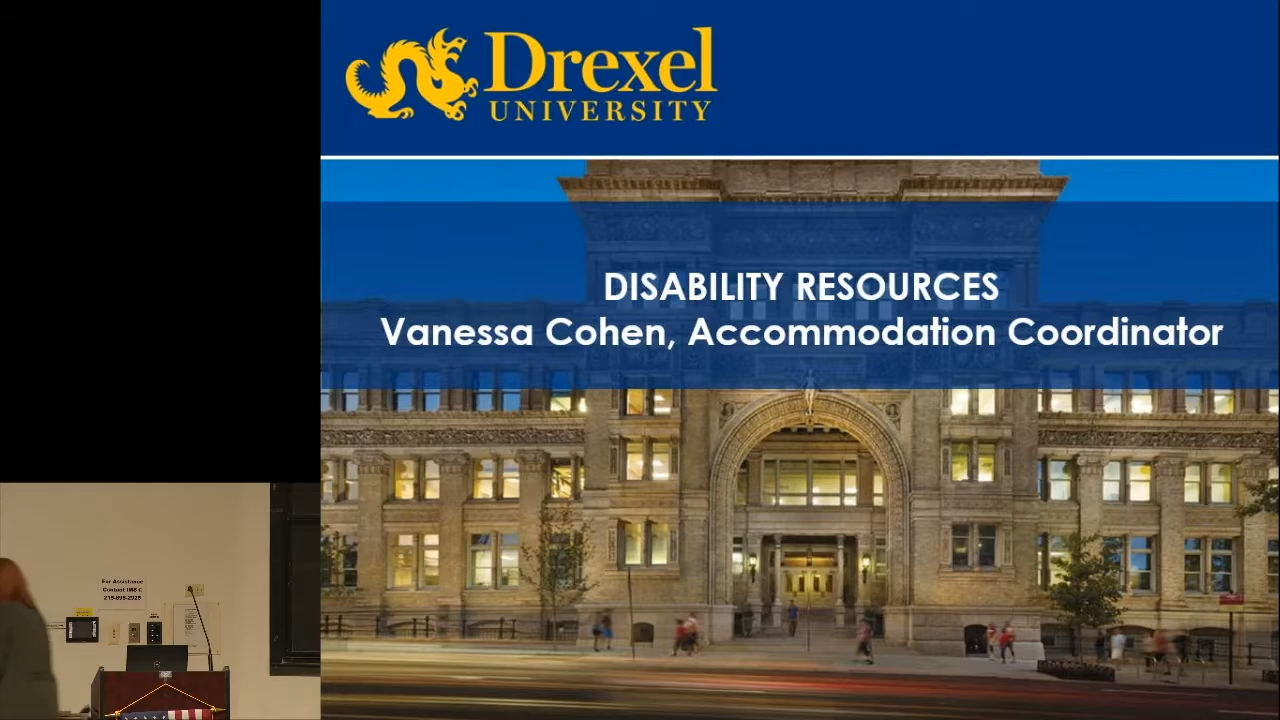 Drexel
UNIVERSITY
DISABILITY RESOURCES
Vanessa Cohen, Accommodation Coordinator
For Assistance